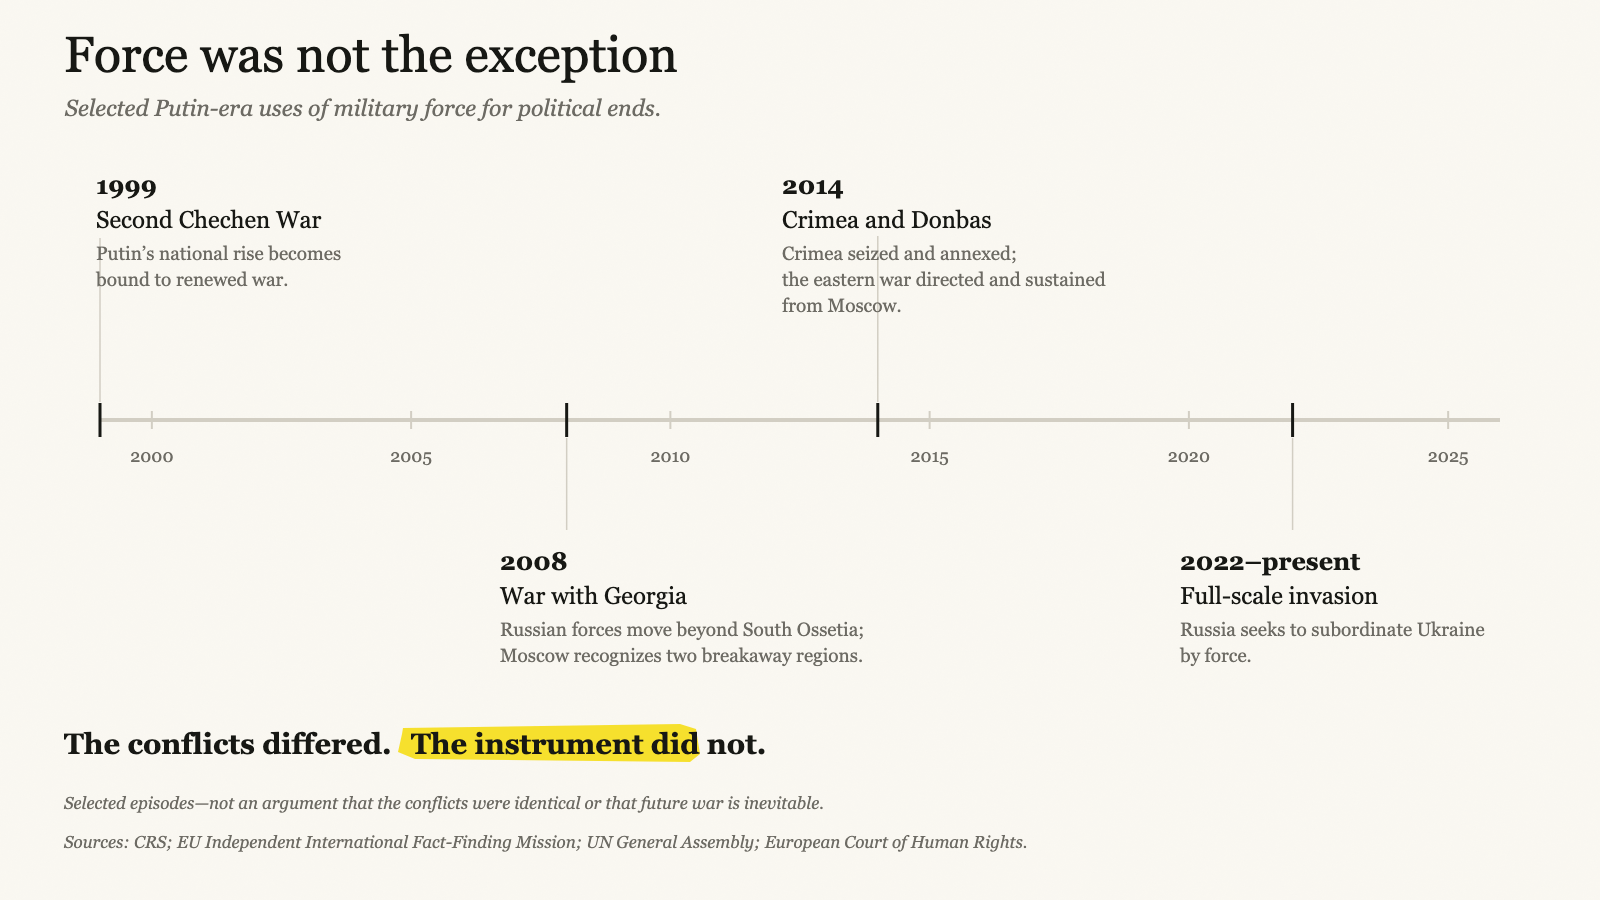 Force was not the exception
Selected Putin-era uses of military force for political ends.
1999
Second Chechen War
Putin’s national rise becomes
bound to renewed war.
2014
Crimea and Donbas
Crimea seized and annexed;
the eastern war directed and sustained
from Moscow.
2000 2005 2010 2015 2020 2025
2008
War with Georgia
Russian forces move beyond South Ossetia;
Moscow recognizes two breakaway regions.
2022–present
Full-scale invasion
Russia seeks to subordinate Ukraine
by force.
The conflicts differed. The instrument did not.
Selected episodes—not an argument that the conflicts were identical or that future war is inevitable.
Sources: CRS; EU Independent International Fact-Finding Mission; UN General Assembly; European Court of Human Rights.